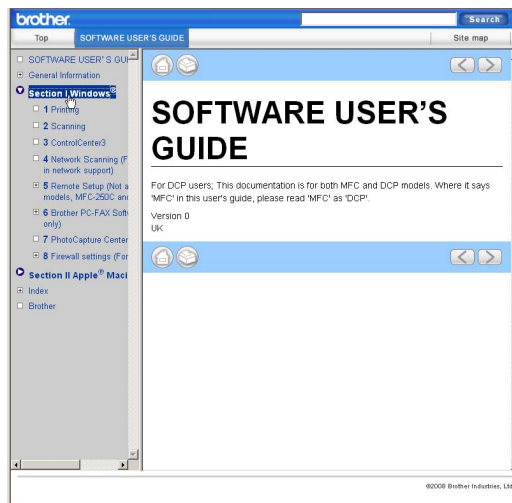 brother.
Search
Top
SOFTWARE USER'S GUIDE
Site map
SOFTWARE USER'S GUI
General Information
Section I Windows®
1 Printing
2 Scanning
3 ControlCenter3
4 Network Scanning (F
in network support)
5 Remote Setup (Not a
models, MFC-250C and
6 Brother PC-FAX Soft
only)
7 PhotoCapture Center
8 Firewall settings (For
Section II Apple® Maci
Index
Brother
SOFTWARE USER'S
GUIDE
For DCP users; This documentation is for both MFC and DCP models. Where it says
'MFC' in this user's guide, please read 'MFC' as 'DCP'.
Version 0
UK
©2008 Brother Industries, Ltd